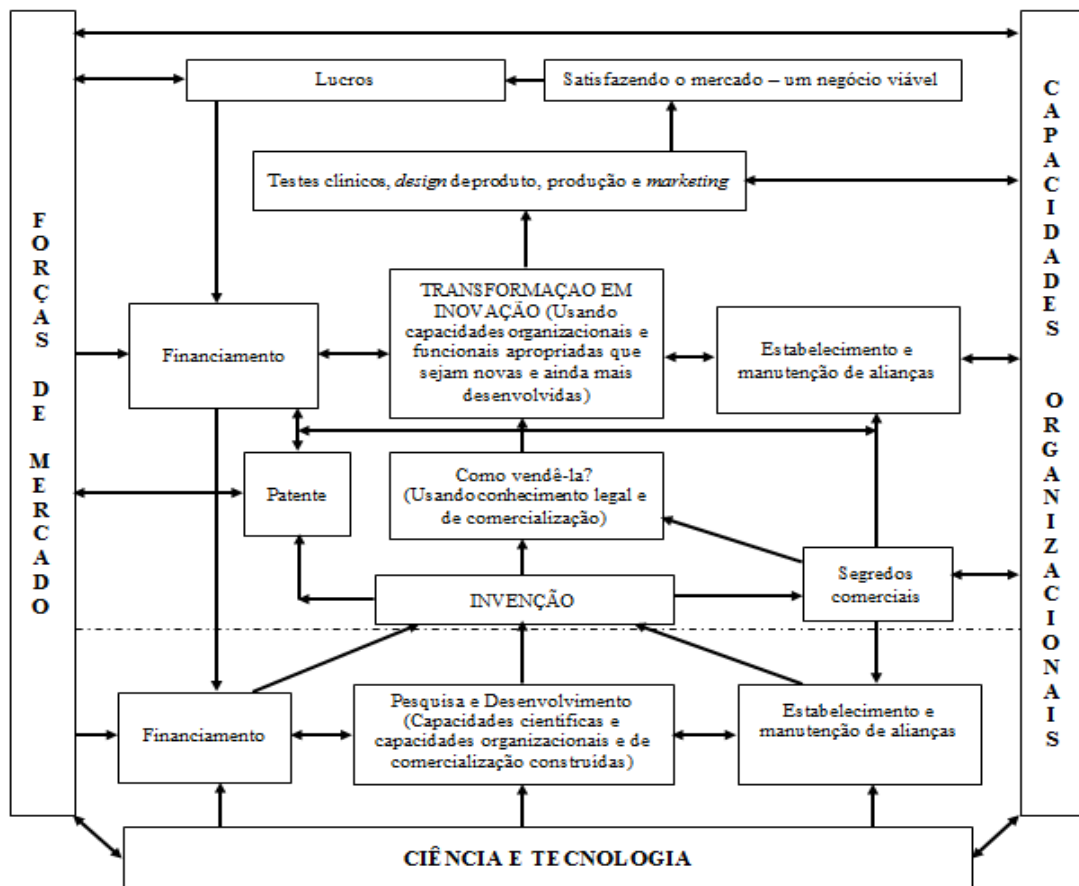 FORÇAS DE MERCADO
CAPACIDADES ORGANIZACIONAIS
Lucros
Satisfazendo o mercado – um negócio viável
Testes clínicos, design deproduto, produção e marketing
Financiamento
TRANSFORMAÇAO EM
INOVAÇÃO (Usando
capacidades organizacionais e
funcionais apropriadas que
sejam novas e ainda mais
desenvolvidas)
Estabelecimento e
manutenção de alianças
Patente
Como vendê-la?
(Usando conhecimento legal e
de comercialização)
Segredos
comerciais
INVENÇÃO
Financiamento
Pesquisa e Desenvolvimento
(Capacidades científicas e
capacidades organizacionais e de
comercialização construídas)
Estabelecimento e
manutenção de alianças
CIÊNCIA E TECNOLOGIA